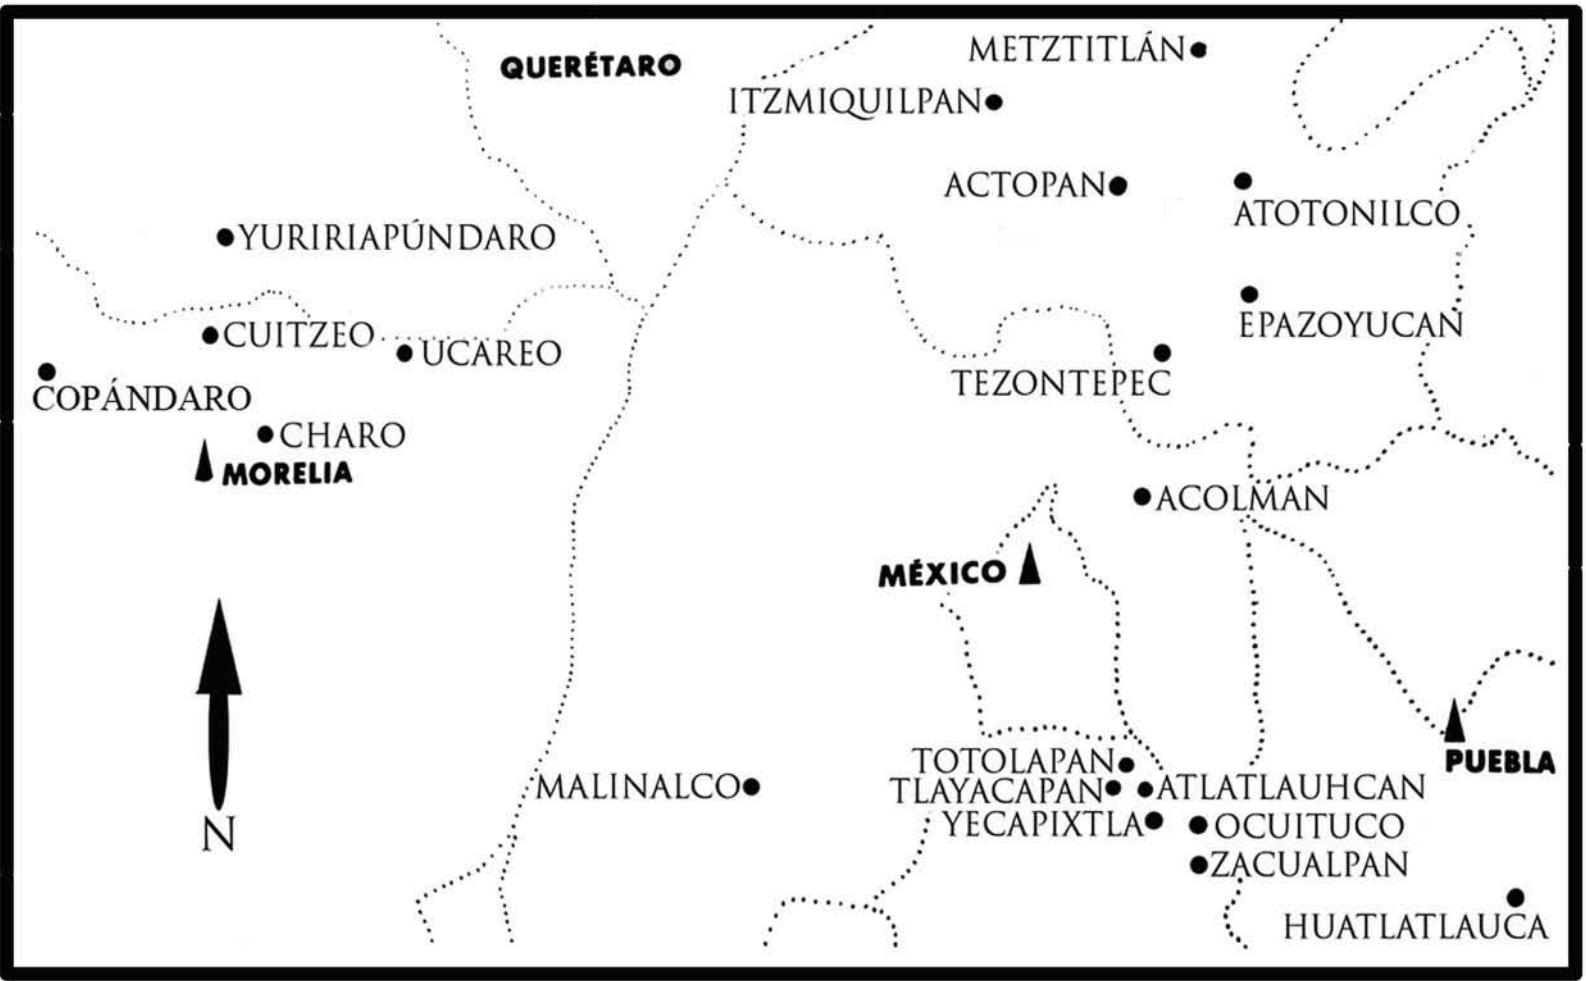 METZTITLÁN
QUERÉTARO
ITZMIQUILPAN
ACTOPAN
ATOTONILCO
YURIRIAPÚNDARO
EPAZOYUCAN
CUITZEO
UCAREO
TEZONTEPEC
COPÁNDARO
CHARO
MORELIA
ACOLMAN
MÉXICO
PUEBLA
TOTOLAPAN
MALINALCO
TLAYACAPAN
ATLATLAUHCAN
YECAPIXTLA
OCUITUCO
N
ZACUALPAN
HUATLATLAUCA